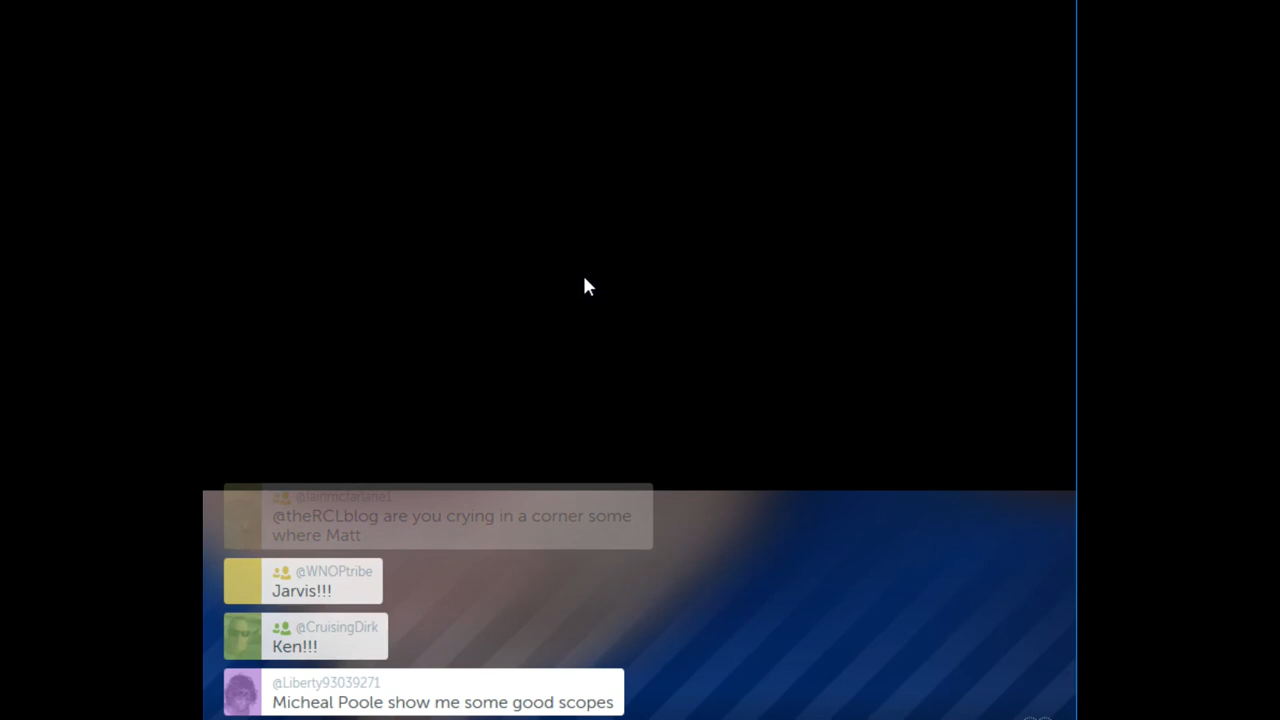 @Iainmcfarlane1
@theRCLblog are you crying in a corner some
where Matt
@WNOPtribe
Jarvis!!!
@CruisingDirk
Ken!!!
@Liberty93039271
Micheal Poole show me some good scopes